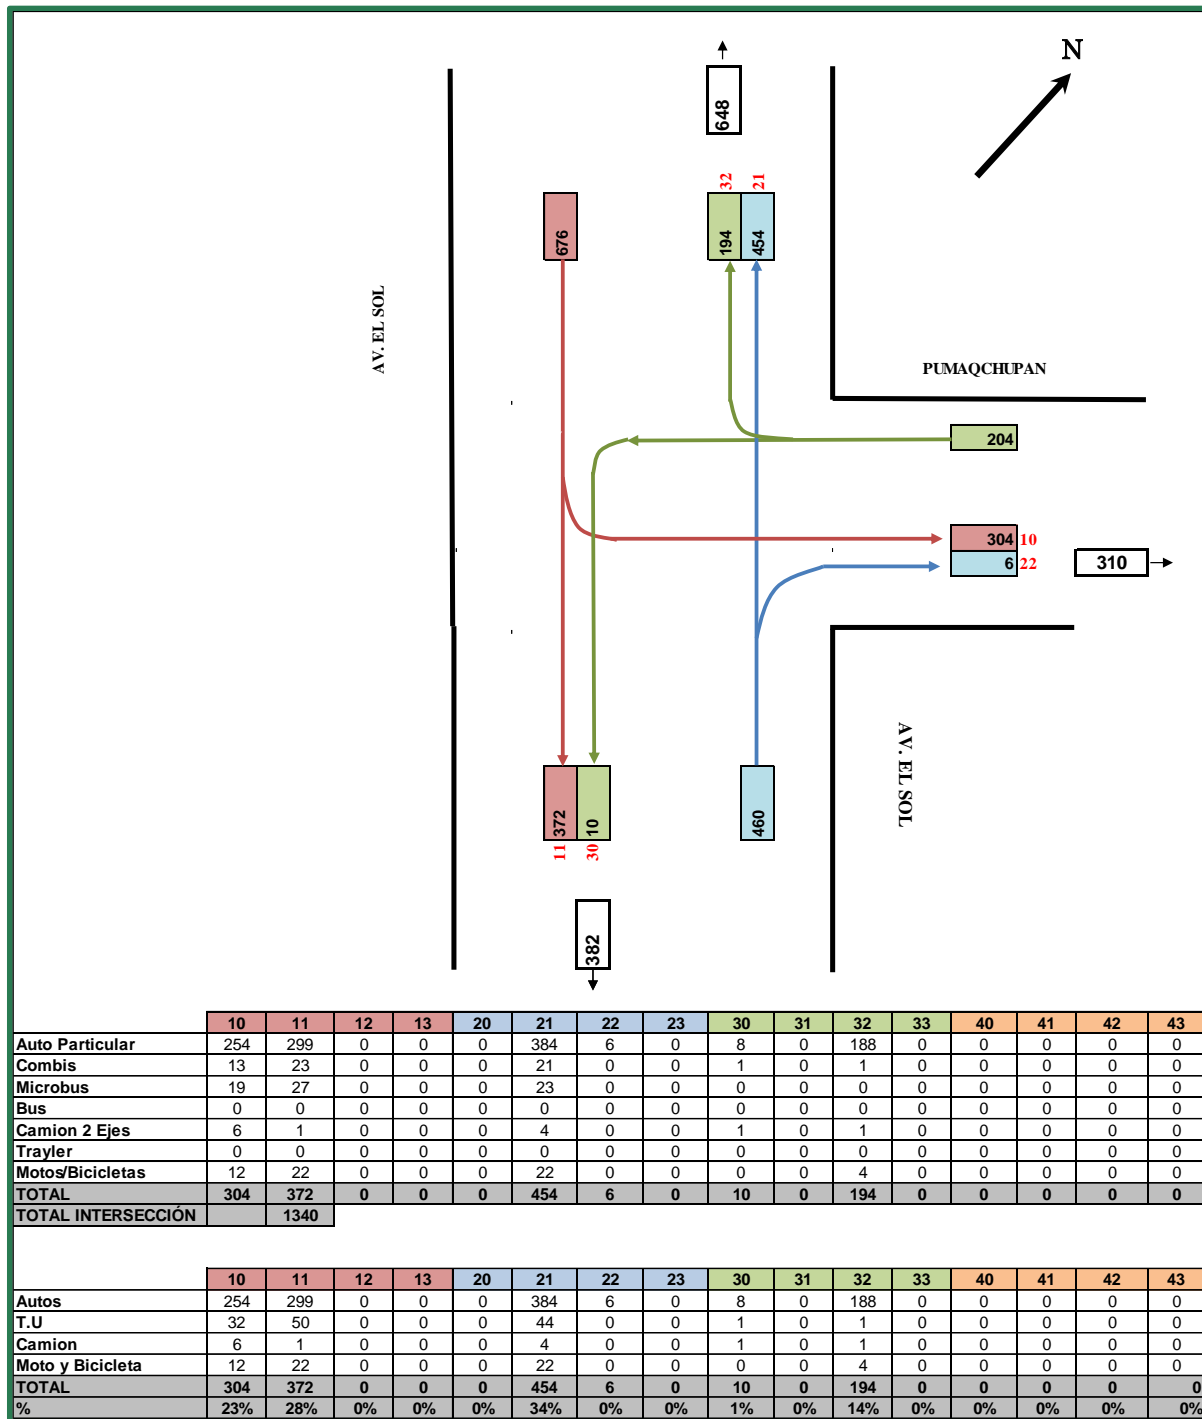 N
648
32 21
676
194 454
AV. EL SOL
PUMAQCHUPAN
204
304 10
6 22
310
AV. EL SOL
372 10
460
11 30
382
10 11 12 13 20 21 22 23 30 31 32 33 40 41 42 43
Auto Particular 254 299 0 0 0 384 6 0 8 0 188 0 0 0 0 0
Combis 13 23 0 0 0 21 0 0 1 0 1 0 0 0 0 0
Microbus 19 27 0 0 0 23 0 0 0 0 0 0 0 0 0 0
Bus 0 0 0 0 0 0 0 0 0 0 0 0 0 0 0 0
Camion 2 Ejes 6 1 0 0 0 4 0 0 1 0 1 0 0 0 0 0
Trayler 0 0 0 0 0 0 0 0 0 0 0 0 0 0 0 0
Motos/Bicicletas 12 22 0 0 0 22 0 0 0 0 4 0 0 0 0 0
TOTAL 304 372 0 0 0 454 6 0 10 0 194 0 0 0 0 0
TOTAL INTERSECCIÓN 1340
10 11 12 13 20 21 22 23 30 31 32 33 40 41 42 43
Autos 254 299 0 0 0 384 6 0 8 0 188 0 0 0 0 0
T.U 32 50 0 0 0 44 0 0 1 0 1 0 0 0 0 0
Camion 6 1 0 0 0 4 0 0 1 0 1 0 0 0 0 0
Moto y Bicicleta 12 22 0 0 0 22 0 0 0 0 4 0 0 0 0 0
TOTAL 304 372 0 0 0 454 6 0 10 0 194 0 0 0 0 0
% 23% 28% 0% 0% 0% 34% 0% 0% 1% 0% 14% 0% 0% 0% 0% 0%